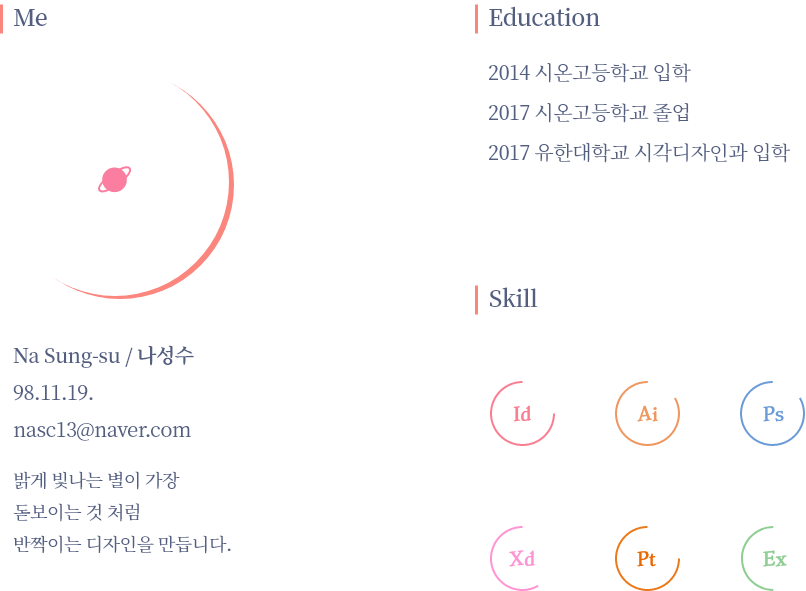 Me
Na Sung-su / 나성수
98.11.19.
nasc13@naver.com
밝게 빛나는 별이 가장
돋보이는 것 처럼
반짝이는 디자인을 만듭니다.
Education
2014 시온고등학교 입학
2017 시온고등학교 졸업
2017 유한대학교 시각디자인과 입학
Skill
Id Ai Ps
Xd Pt Ex